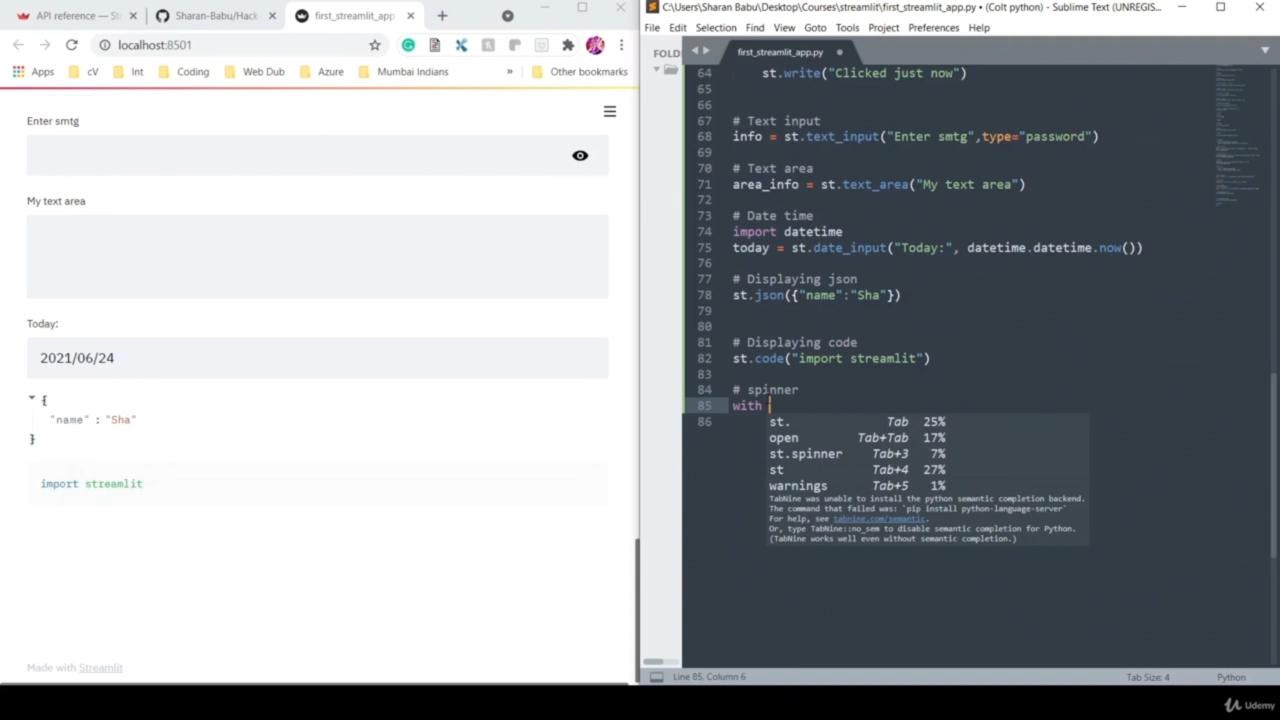 API reference — St
Sharan-Babu/Hack
first_streamlit_app
C:\Users\Sharan Babu\Desktop\Courses\streamlit\first_streamlit_app.py • (Colt python) - Sublime Text (UNREGIS...
localhost:8501
File Edit Selection Find View Goto Tools Project Preferences Help
Apps cV Int Coding Web Dub Azure Mumbai Indians » Other bookmarks
FOLD
first_streamlit_app.py
Enter smtg
My text area
Today:
2021/06/24
{
"name" : "Sha"
}
import streamlit
Made with Streamlit
64 st.write("Clicked just now")
65
66
67 # Text input
68 info = st.text_input("Enter smtg",type="password")
69
70 # Text area
71 area_info = st.text_area("My text area")
72
73 # Date time
74 import datetime
75 today = st.date_input("Today:", datetime.datetime.now())
76
77 # Displaying json
78 st.json({"name":"Sha"})
79
80
81 # Displaying code
82 st.code("import streamlit")
83
84 # spinner
85 with
86
st. Tab 25%
open Tab+Tab 17%
st.spinner Tab+3 7%
st Tab+4 27%
warnings Tab+5 1%
TabNine was unable to install the python semantic completion backend.
The command that failed was: `pip install python-language-server`
For help, see tabnine.com/semantic.
Or, type TabNine::no_sem to disable semantic completion for Python.
(TabNine works well even without semantic completion.)
Line 85, Column 6
Tab Size: 4
Python
Udemy